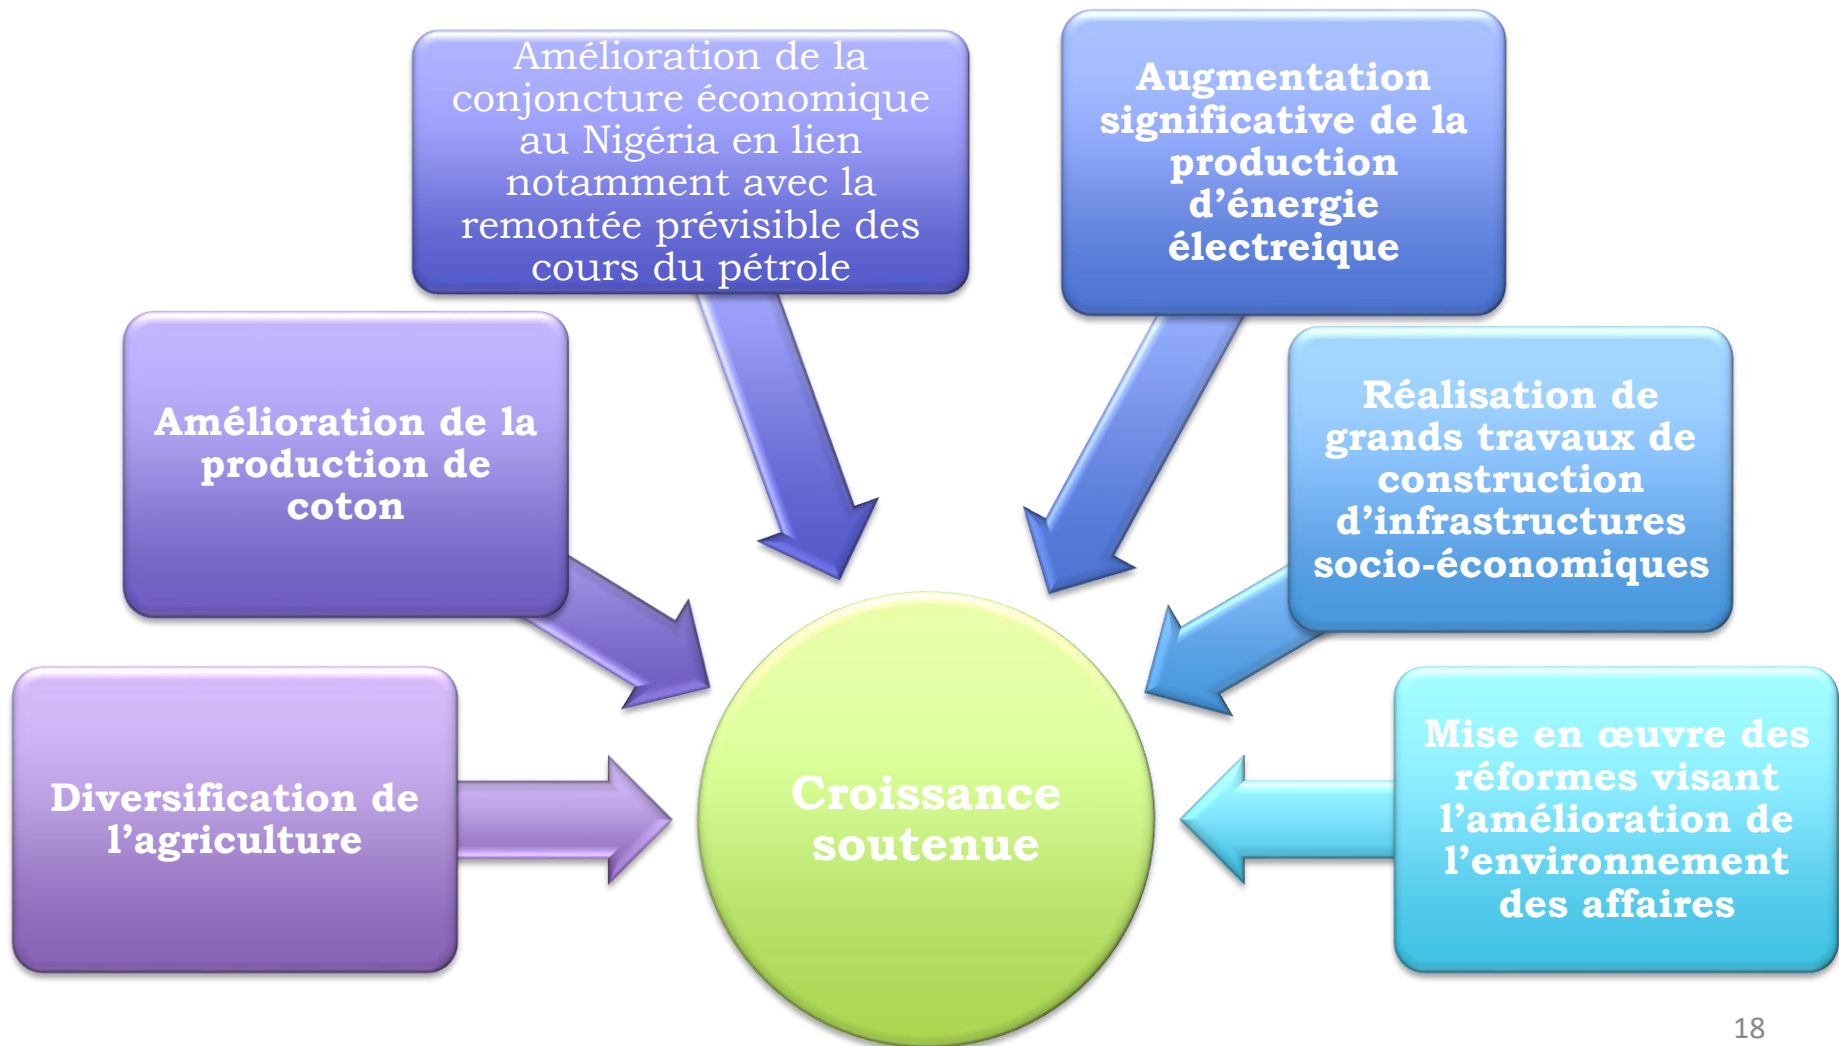 Amélioration de la
conjoncture économique
au Nigéria en lien
notamment avec la
remontée prévisible des
cours du pétrole
Augmentation
significative de la
production
d’énergie
électreique
Amélioration de la
production de
coton
Réalisation de
grands travaux de
construction
d’infrastructures
socio-économiques
Diversification de
l’agriculture
Croissance
soutenue
Mise en œuvre des
réformes visant
l’amélioration de
l’environnement
des affaires
18